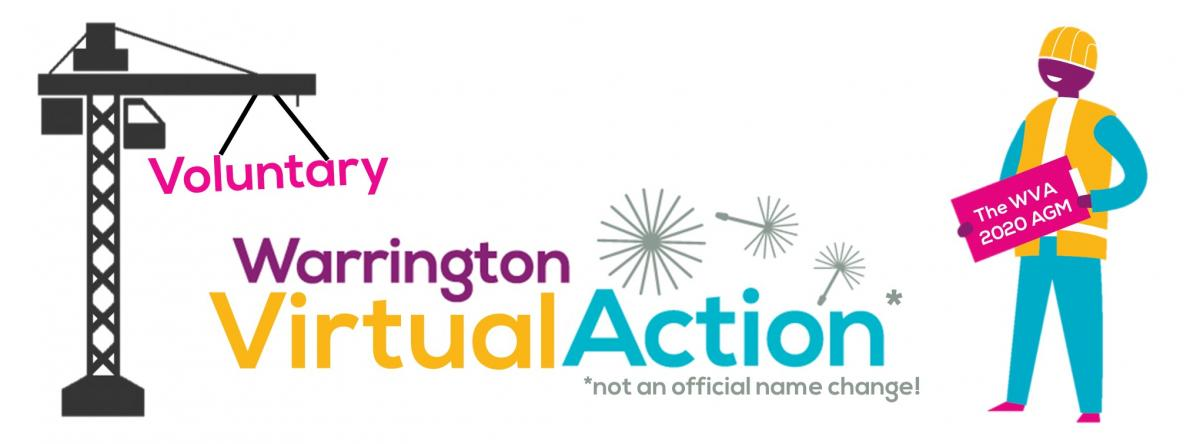 Voluntary
Warrington
VirtualAction*
*not an official name change!
The WVA
2020 AGM